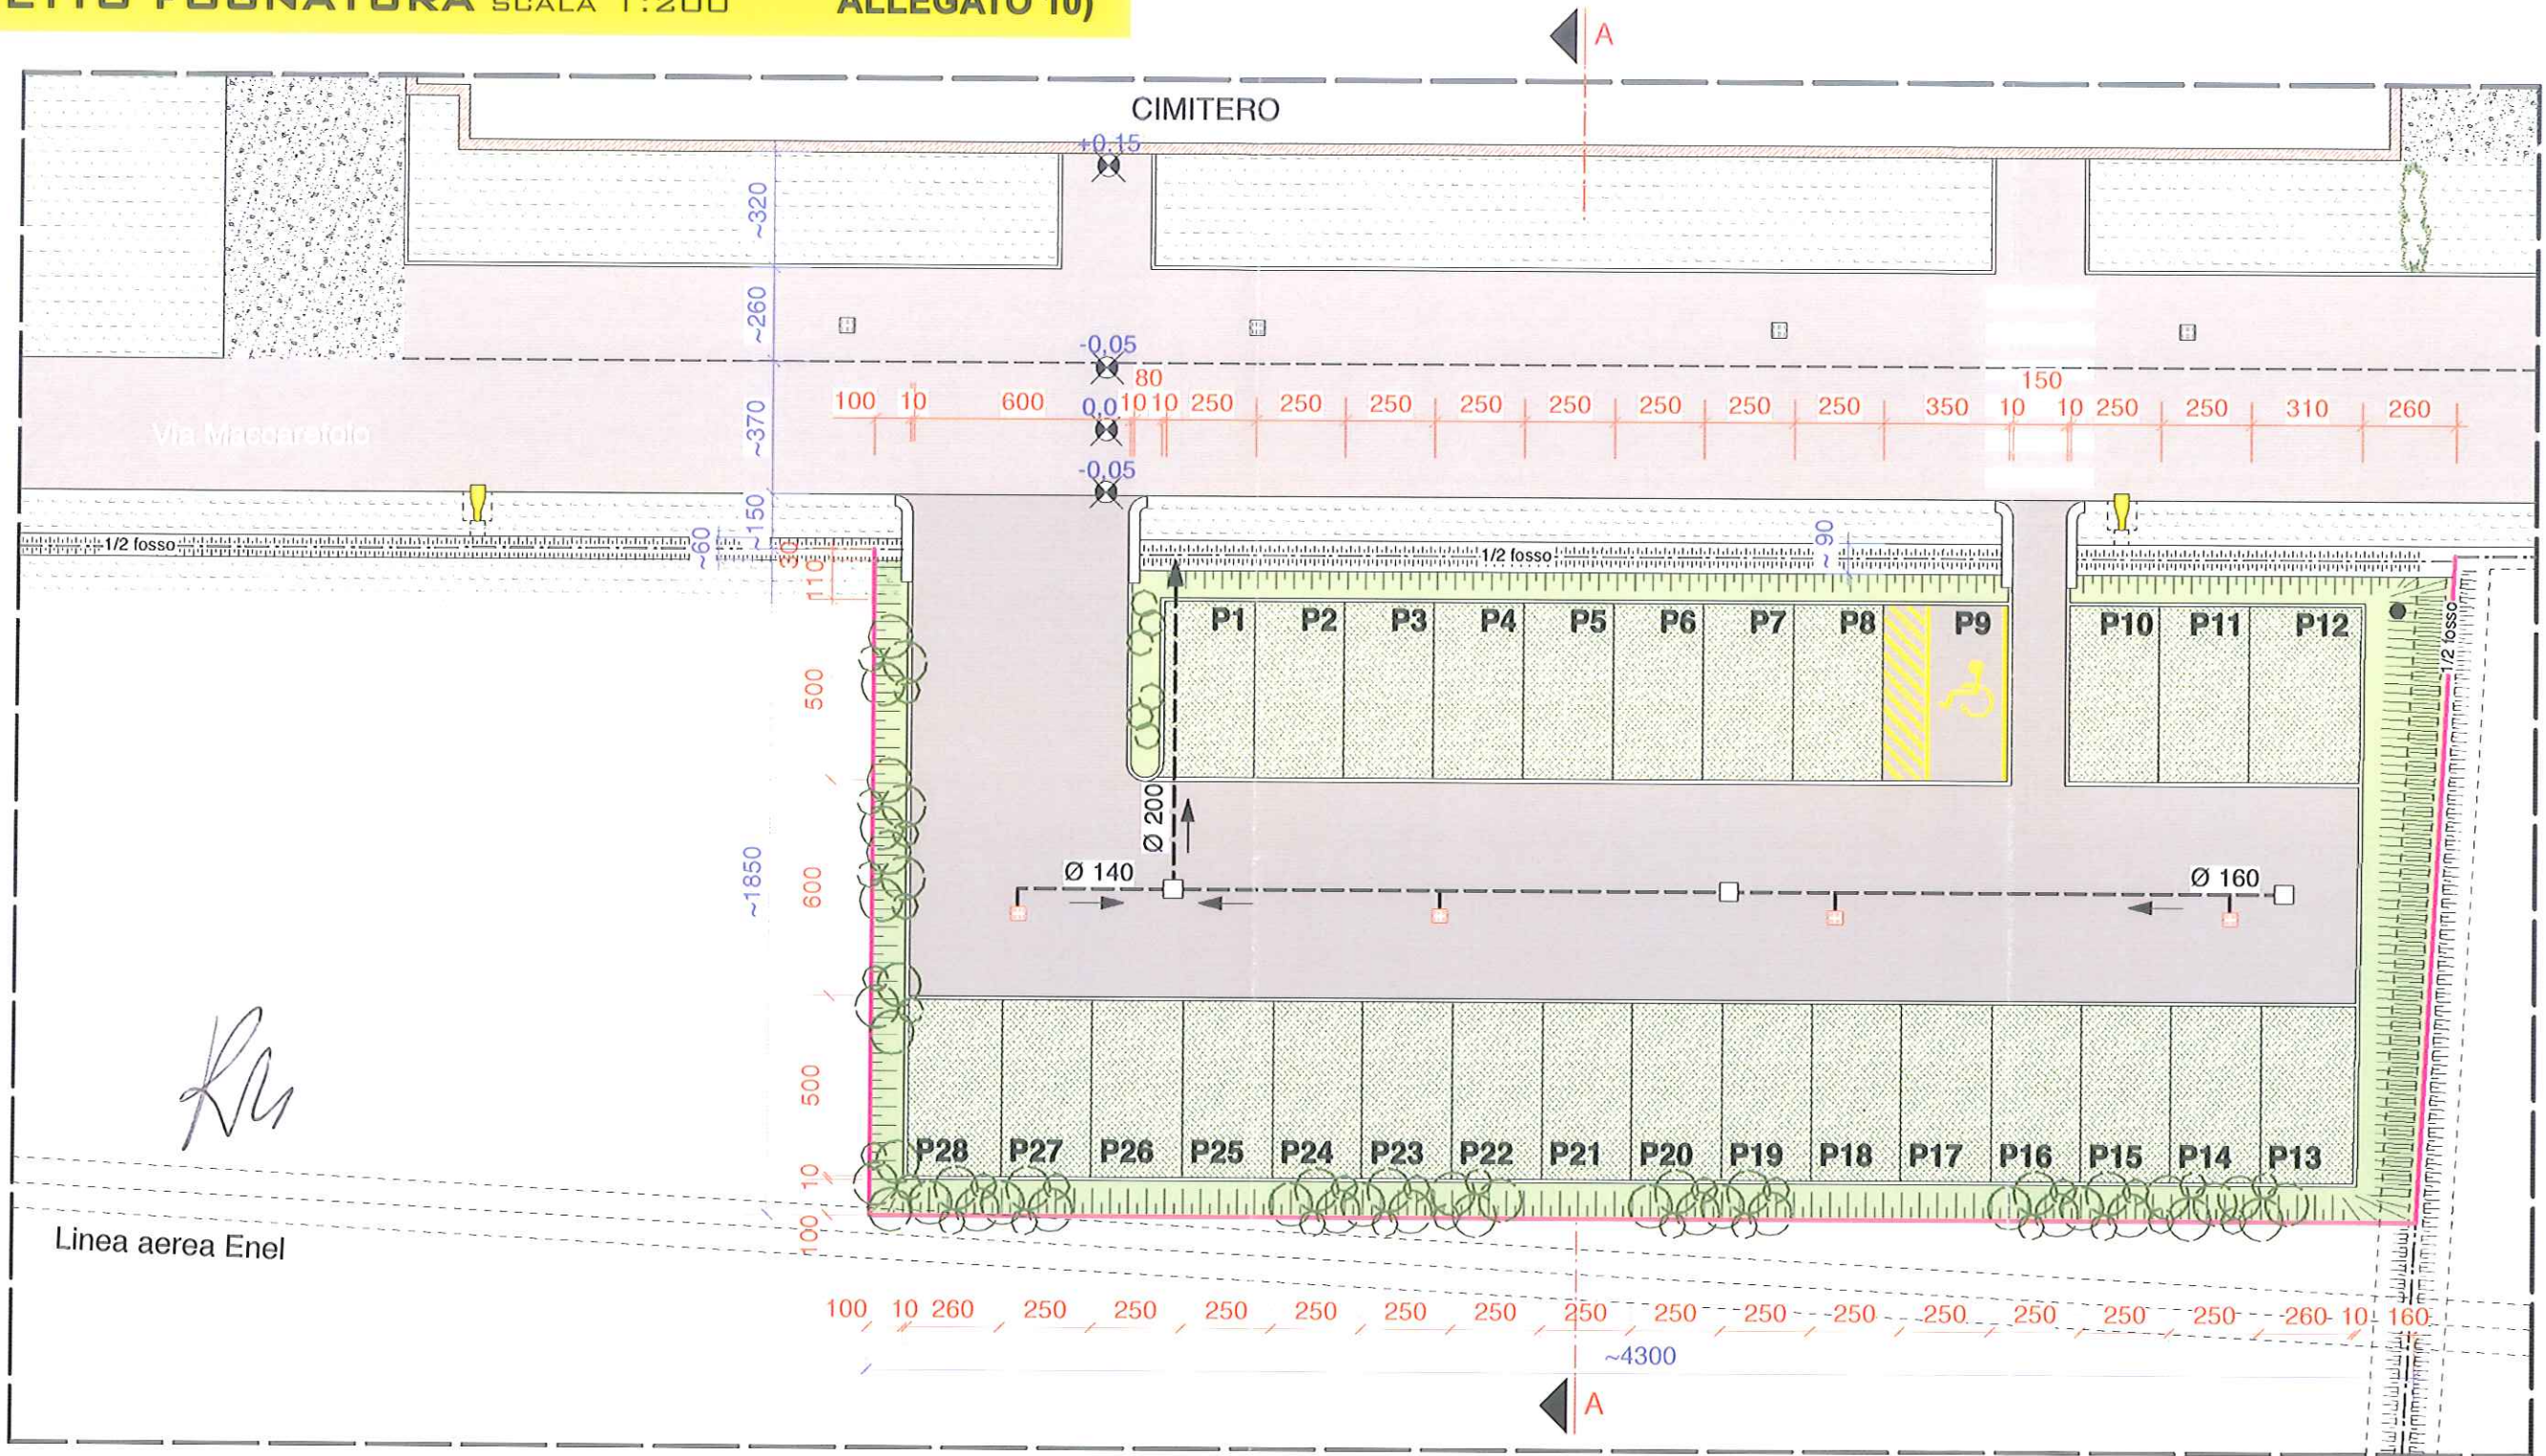 FOGNATURA SCALA 1:200 ALLEGATO 10)
A
CIMITERO
+0.15
~320
~260
-0,05
80
150
100 10 600 0,0 10 10 250 250 250 250 250 250 250 250 350 10 10 250 250 310 260
~370
Via Mascarefolo
-0,05
~150
~60
30
110
~90
1/2 fosso
1/2 fosso
1/2 fosso
P1 P2 P3 P4 P5 P6 P7 P8 P9 P10 P11 P12
500
Ø 200
~1850
600
Ø 140
Ø 160
500
P28 P27 P26 P25 P24 P23 P22 P21 P20 P19 P18 P17 P16 P15 P14 P13
10
100
Linea aerea Enel
100 10 260 250 250 250 250 250 250 250 250 250 250 250 250 250 250 260 10 160
~4300
A